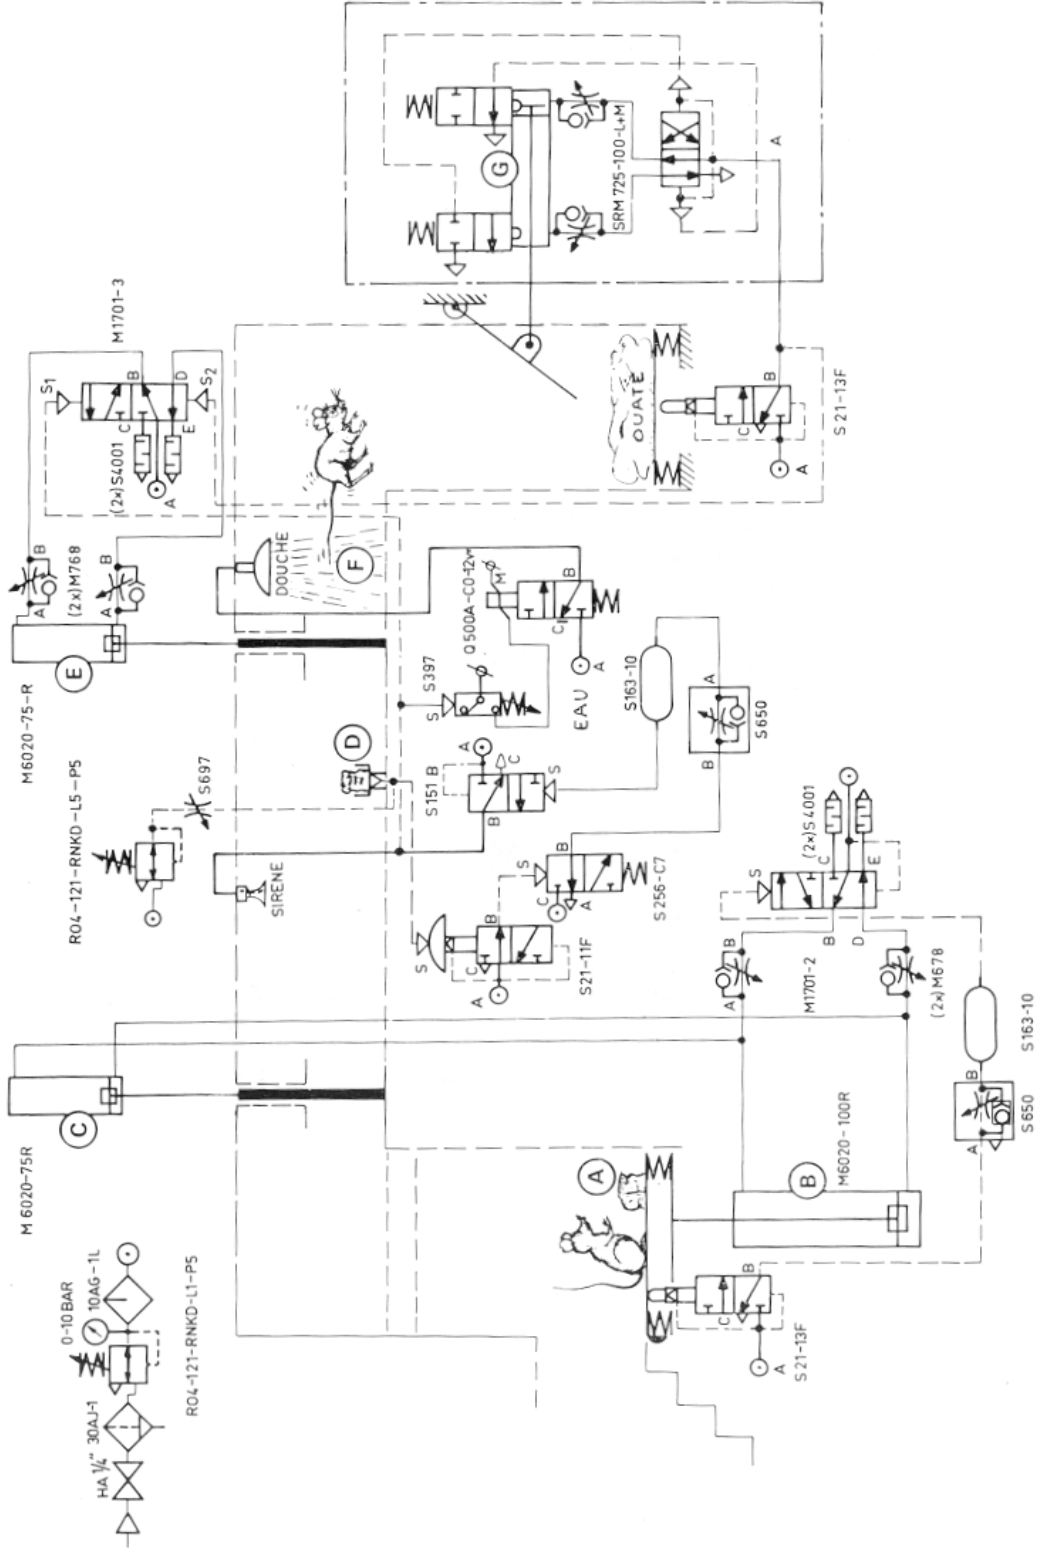 M 6020-75R
M6020-75-R
0-10 BAR
R04-121-RNKD-L5-P5
C
E
A
B
(2x)M768
A
B
HA 1/4" 30AJ-1
10AG-1L
S697
(2x)S4001
M1701-3
S1
C
B
A
E
D
S2
R04-121-RNKD-L1-P5
SIRENE
DOUCHE
D
F
S
S151 B
S397
S
A
C
Q500A-C0-12v"
M
A
C
B
B
S
S21-11F
S
C
B
A
S256-C7
EAU
A
C
B
S163-10
G
SRM 725-100-L+M
A
OUATE
A
B
A
S650
A
C
B
S 21-13F
A
C
B
S 21-13F
A
B
M1701-2
B
D
S
C
E
(2x)S 4001
B
M6020-100R
(2x)M678
A
B
S650
S163-10